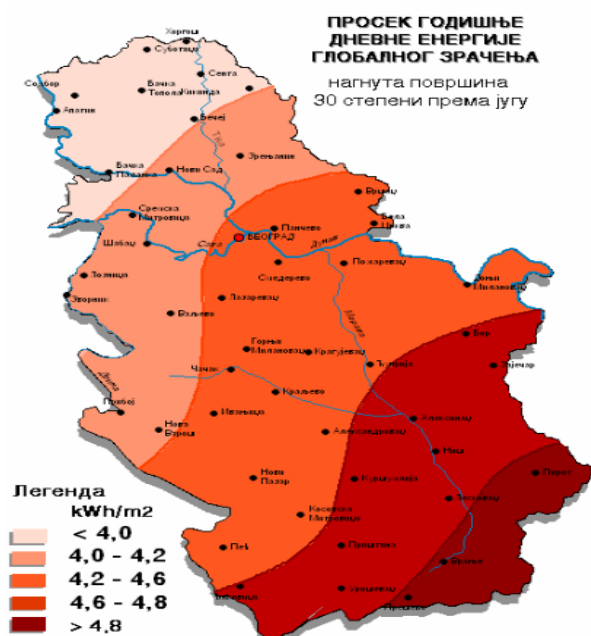 ПРОСЕК ГОДИШЊЕ
ДНЕВНЕ ЕНЕРГИЈЕ
ГЛОБАЛНОГ ЗРАЧЕЊА
нагнута површина
30 степени према југу
Хоргош
Суботица
Сомбор
Сента
Бачка
Топола
Кикинда
Апатин
Бечеј
Тиса
Зрењанин
Бачка
Паланка
Нови Сад
Вршац
Сремска
Митровица
Бела
Црква
Панчево
Шабац
Сава
БЕОГРАД
Дунав
Лозница
Смедерево
Пожаревац
Доњи
Милановац
Зворник
Лазаревац
Ваљево
Морава
Бор
Горњи
Милановац
Крагујевац
Ћуприја
Зајечар
Чачак
Дрина
Краљево
Прибој
Ивањица
Алексинац
Нова
Варош
Александровац
Ниш
Пирот
Нови
Пазар
Куршумлија
Лесковац
Косовска
Митровица
Пећ
Приштина
Врање
Урошевац
Прешево
Легенда
kWh/m2
< 4,0
4,0 - 4,2
4,2 - 4,6
4,6 - 4,8
> 4,8